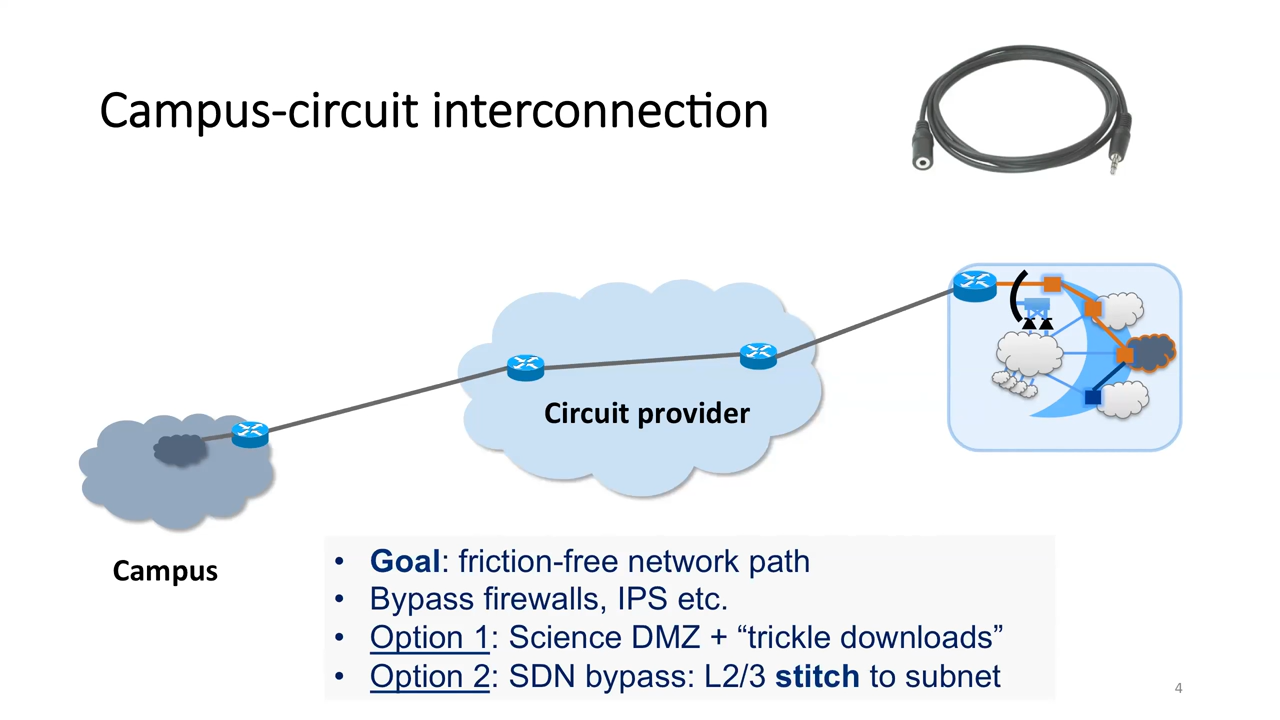 Campus-circuit interconnection
Circuit provider
Campus
• Goal: friction-free network path
• Bypass firewalls, IPS etc.
• Option 1: Science DMZ + “trickle downloads”
• Option 2: SDN bypass: L2/3 stitch to subnet
4